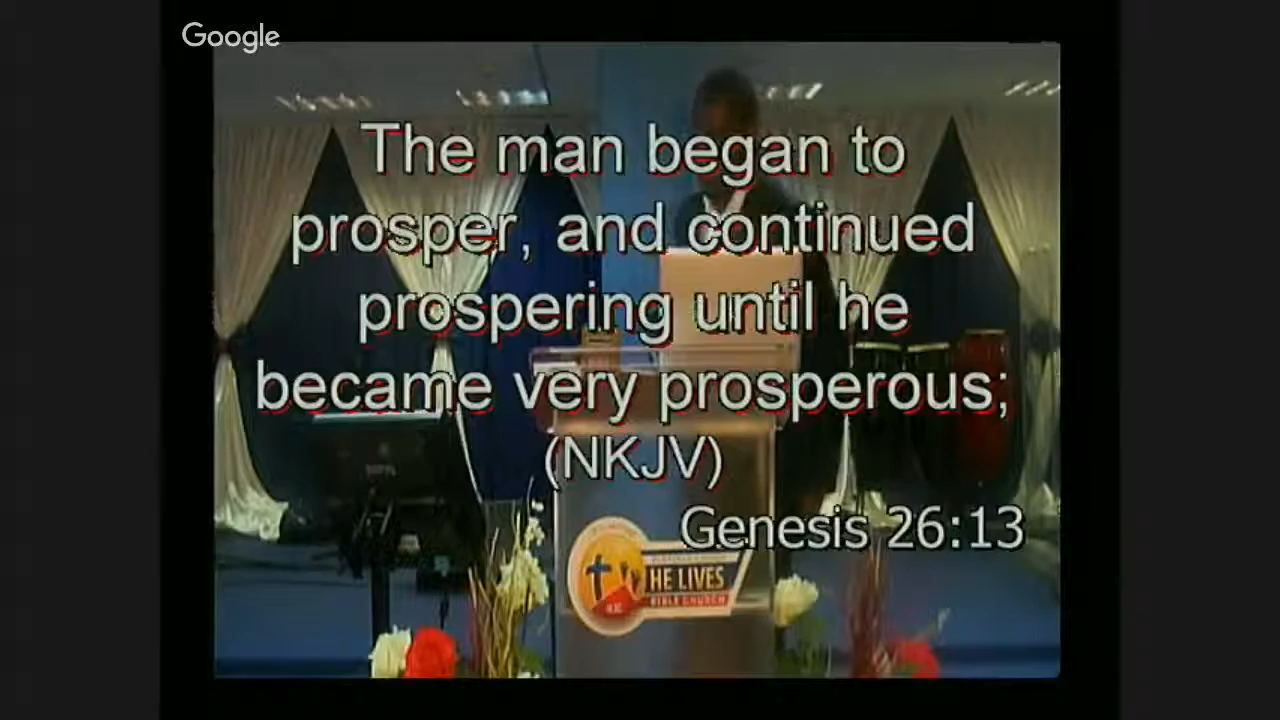 Google
The man began to
prosper, and continued
prospering until he
became very prosperous;
(NKJV)
Genesis 26:13
HE LIVES
BIBLE CHURCH